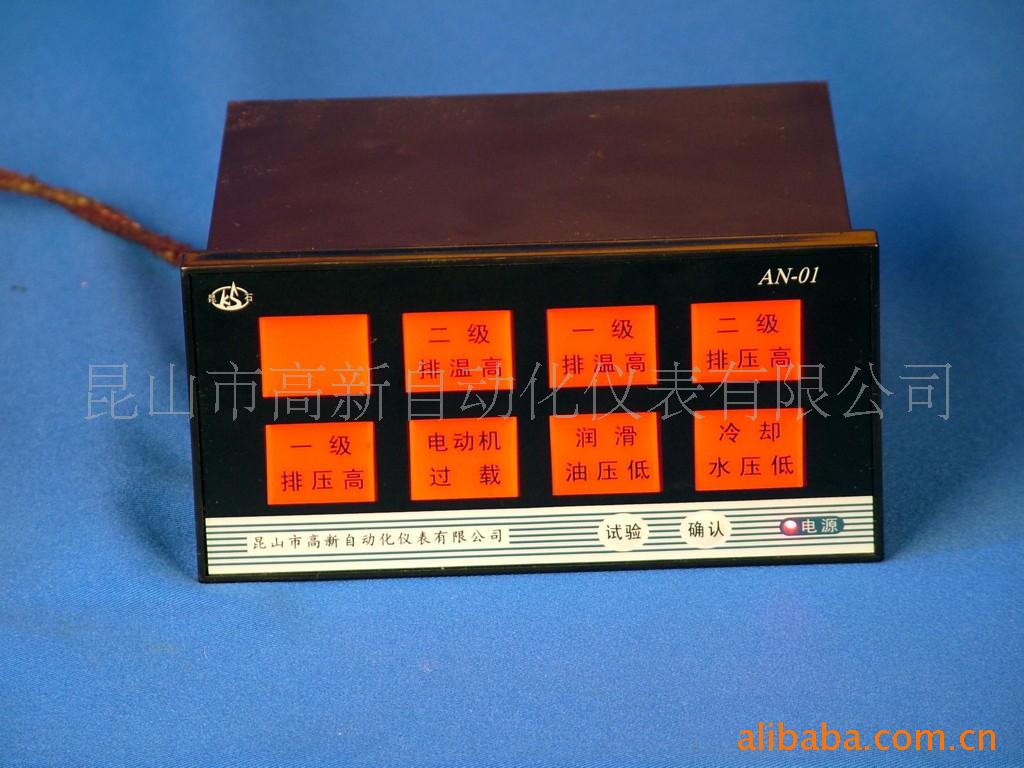 AN-01
昆 KS 石
二级
排温高
一级
排温高
二级
排压高
昆山市高新自动化仪表有限公司
一级
排压高
电动机
过载
润滑
油压低
冷却
水压低
昆山市高新自动化仪表有限公司
试验
确认
电源
alibaba.com.cn